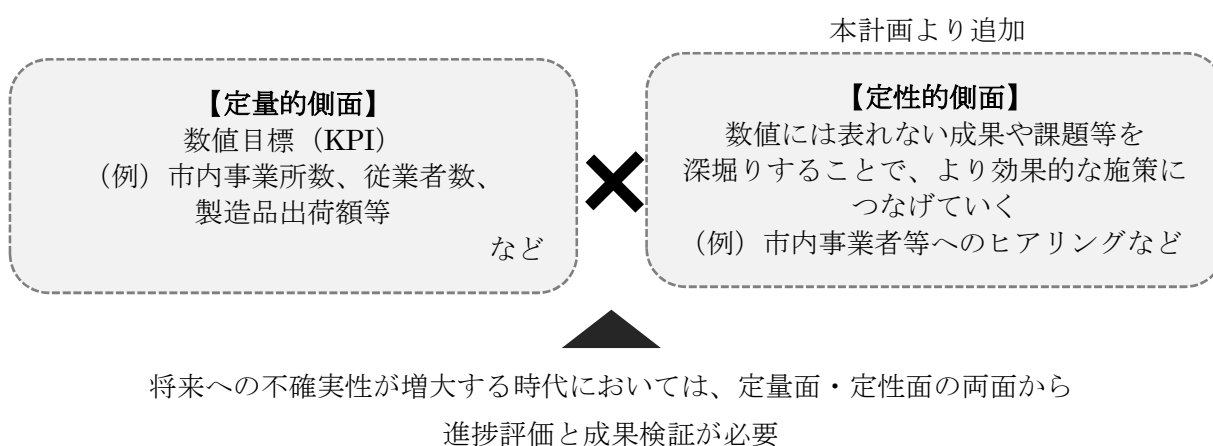 本計画より追加
【定量的側面】
数値目標（KPI）
（例）市内事業所数、従業者数、
製造品出荷額等
など
【定性的側面】
数値には表れない成果や課題等を
深堀りすることで、より効果的な施策に
つなげていく
（例）市内事業者等へのヒアリングなど
将来への不確実性が増大する時代においては、定量面・定性面の両面から
進捗評価と成果検証が必要